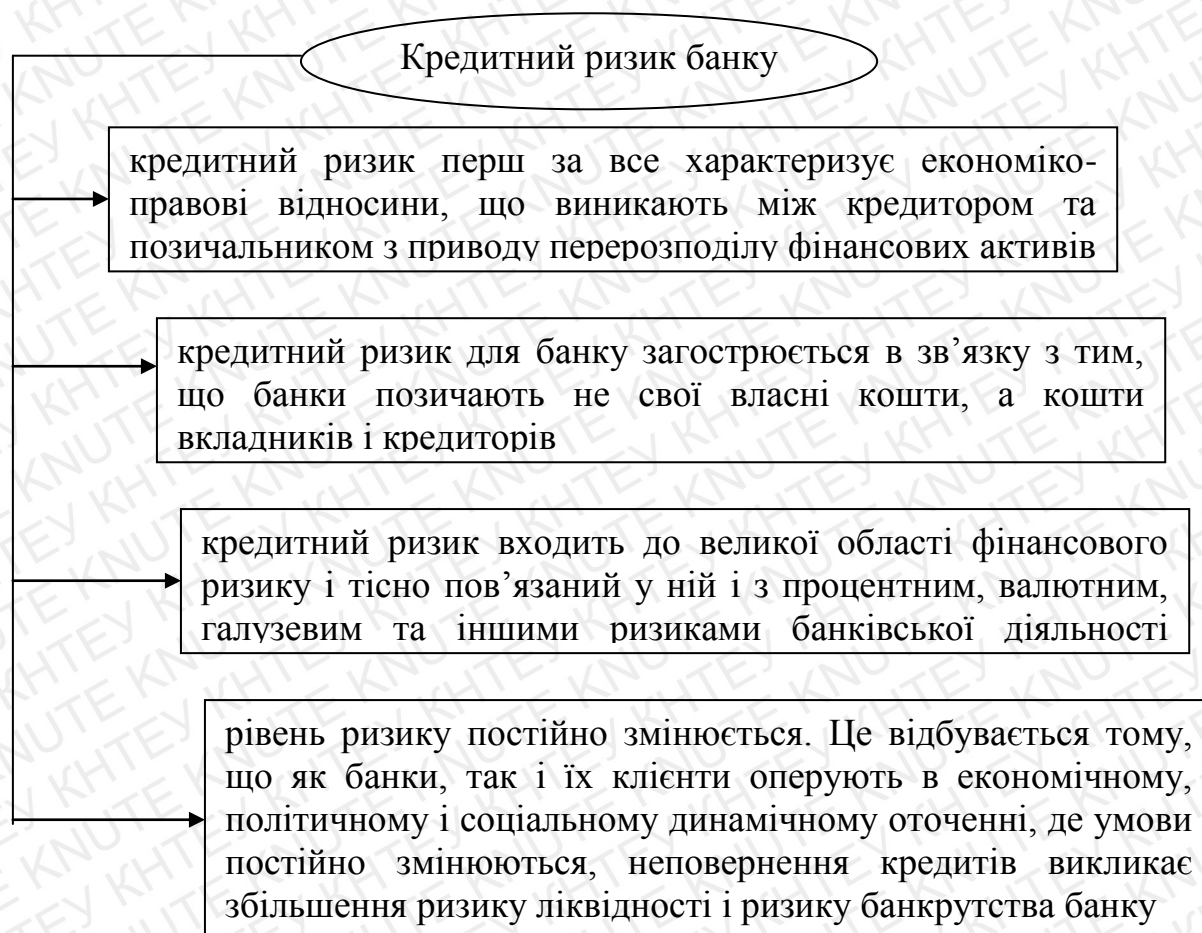 Кредитний ризик банку
кредитний ризик перш за все характеризує економіко-
правові відносини, що виникають між кредитором та
позичальником з приводу перерозподілу фінансових активів
кредитний ризик для банку загострюється в зв’язку з тим,
що банки позичають не свої власні кошти, а кошти
вкладників і кредиторів
кредитний ризик входить до великої області фінансового
ризику і тісно пов’язаний у ній і з процентним, валютним,
галузевим та іншими ризиками банківської діяльності
рівень ризику постійно змінюється. Це відбувається тому,
що як банки, так і їх клієнти оперують в економічному,
політичному і соціальному динамічному оточенні, де умови
постійно змінюються, неповернення кредитів викликає
збільшення ризику ліквідності і ризику банкрутства банку